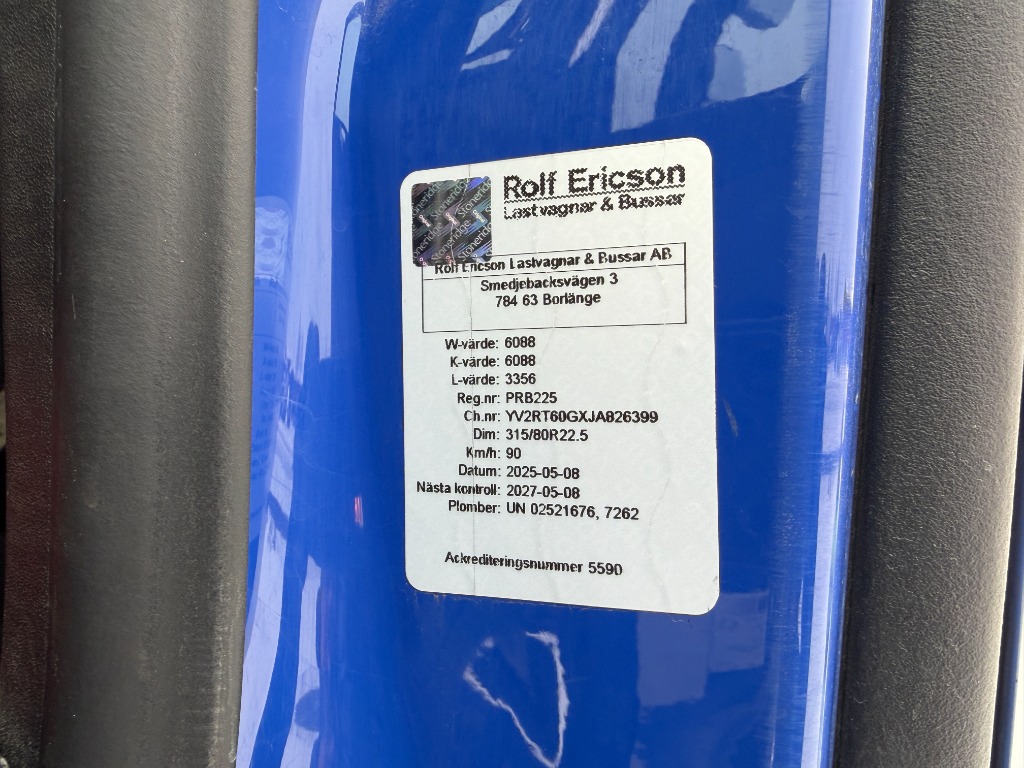 Rolf Ericson
Lastvagnar & Bussar
Stoneridge
Rolf Ericson Lastvagnar & Bussar AB
Smedjebacksvägen 3
784 63 Borlänge
W-värde: 6088
K-värde: 6088
L-värde: 3356
Reg.nr: PRB225
Ch.nr: YV2RT60GXJA826399
Dim: 315/80R22.5
Km/h: 90
Datum: 2025-05-08
Nästa kontroll: 2027-05-08
Plomber: UN 02521676, 7262
Ackrediteringsnummer 5590